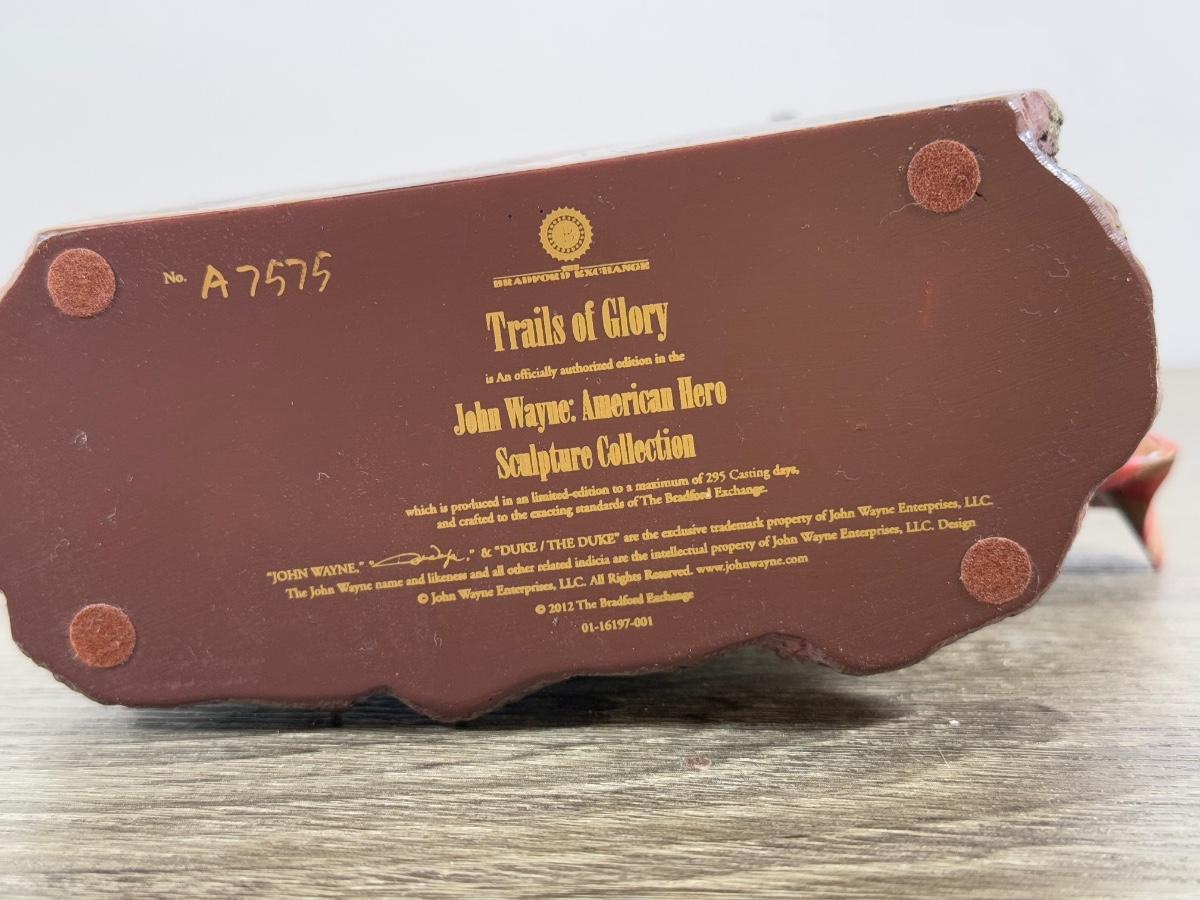 No. A7575
THE
BRADFORD EXCHANGE
Trails of Glory
is An officially authorized edition in the
John Wayne: American Hero
Sculpture Collection
which is produced in an limited-edition to a maximum of 295 Casting days,
and crafted to the exacting standards of The Bradford Exchange.
"JOHN WAYNE," " ," & "DUKE / THE DUKE" are the exclusive trademark property of John Wayne Enterprises, LLC.
The John Wayne name and likeness and all other related indicia are the intellectual property of John Wayne Enterprises, LLC. Design
© John Wayne Enterprises, LLC. All Rights Reserved. www.johnwayne.com
© 2012 The Bradford Exchange
01-16197-001